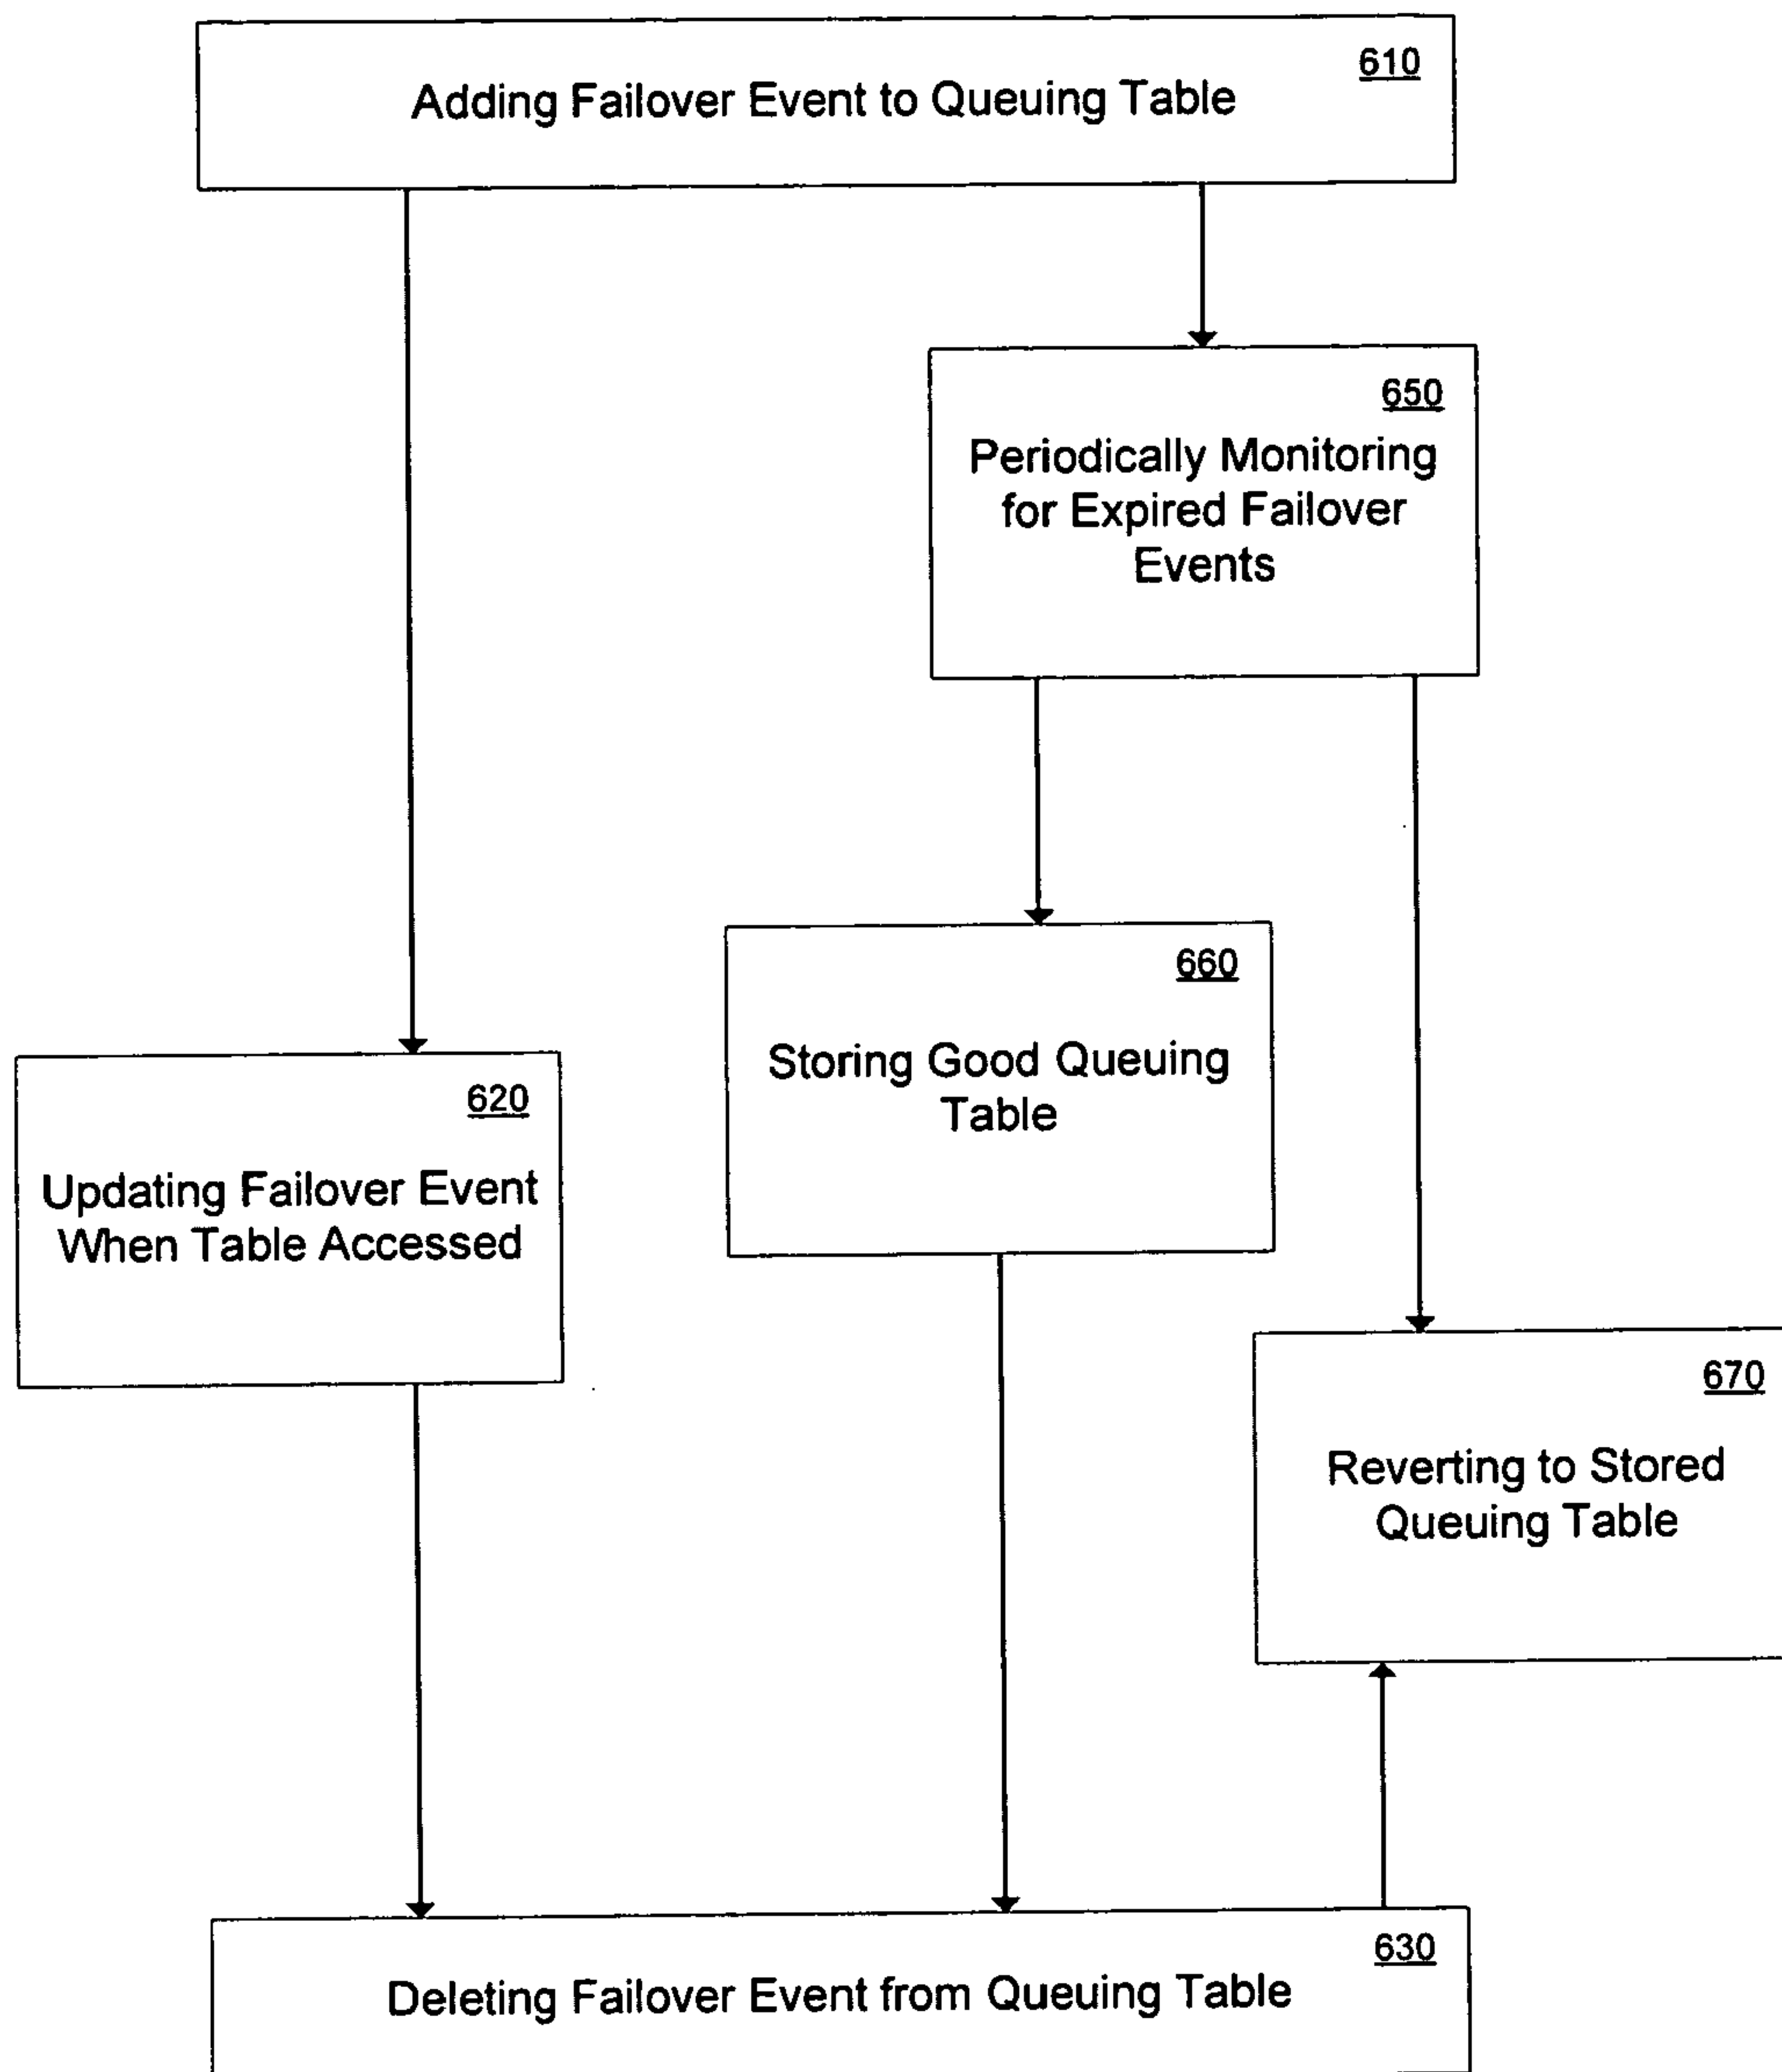 610
Adding Failover Event to Queuing Table
650
Periodically Monitoring
for Expired Failover
Events
660
Storing Good Queuing
Table
620
Updating Failover Event
When Table Accessed
670
Reverting to Stored
Queuing Table
630
Deleting Failover Event from Queuing Table